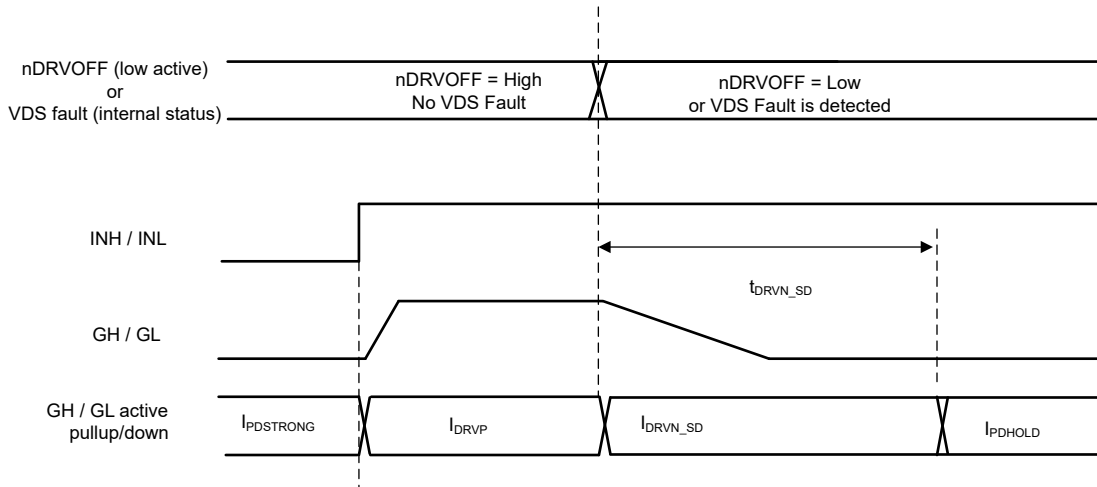 nDRVOFF (low active)
or
VDS fault (internal status)
nDRVOFF = High
No VDS Fault
nDRVOFF = Low
or VDS Fault is detected
INH / INL
tDRVN_SD
GH / GL
GH / GL active
pullup/down
IPDSTRONG
IDRVP
IDRVN_SD
IPDHOLD